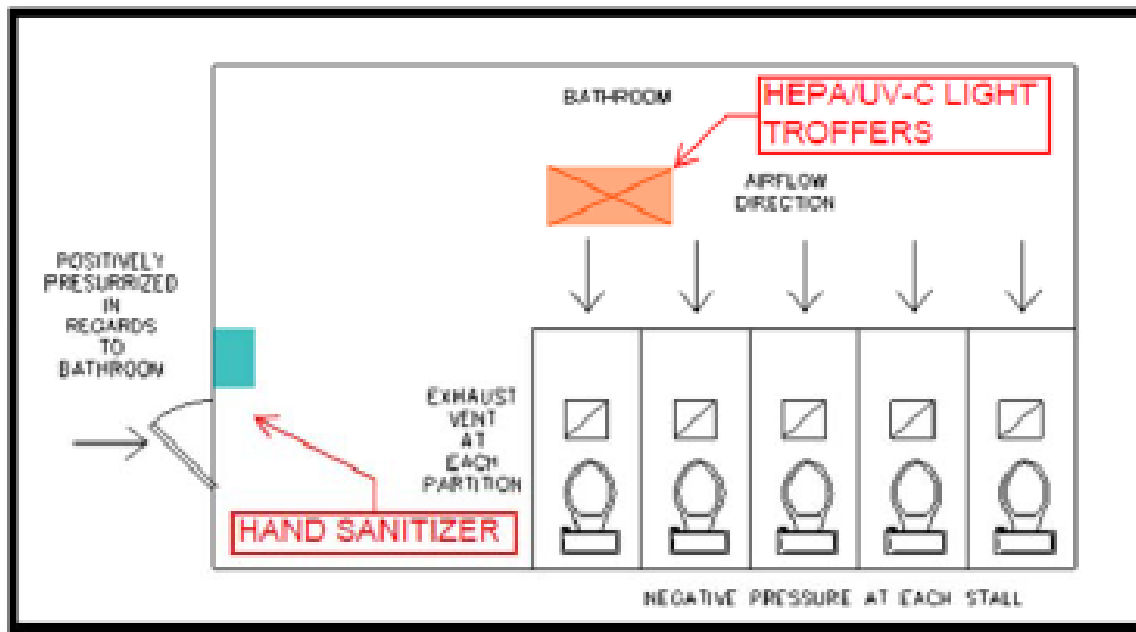 BATHROOM
HEPA/UV-C LIGHT
TROFFERS
AIRFLOW
DIRECTION
POSITIVELY
PRESURRIZED
IN
REGARDS
TO
BATHROOM
EXHAUST
VENT
AT
EACH
PARTITION
HAND SANITIZER
NEGATIVE PRESSURE AT EACH STALL